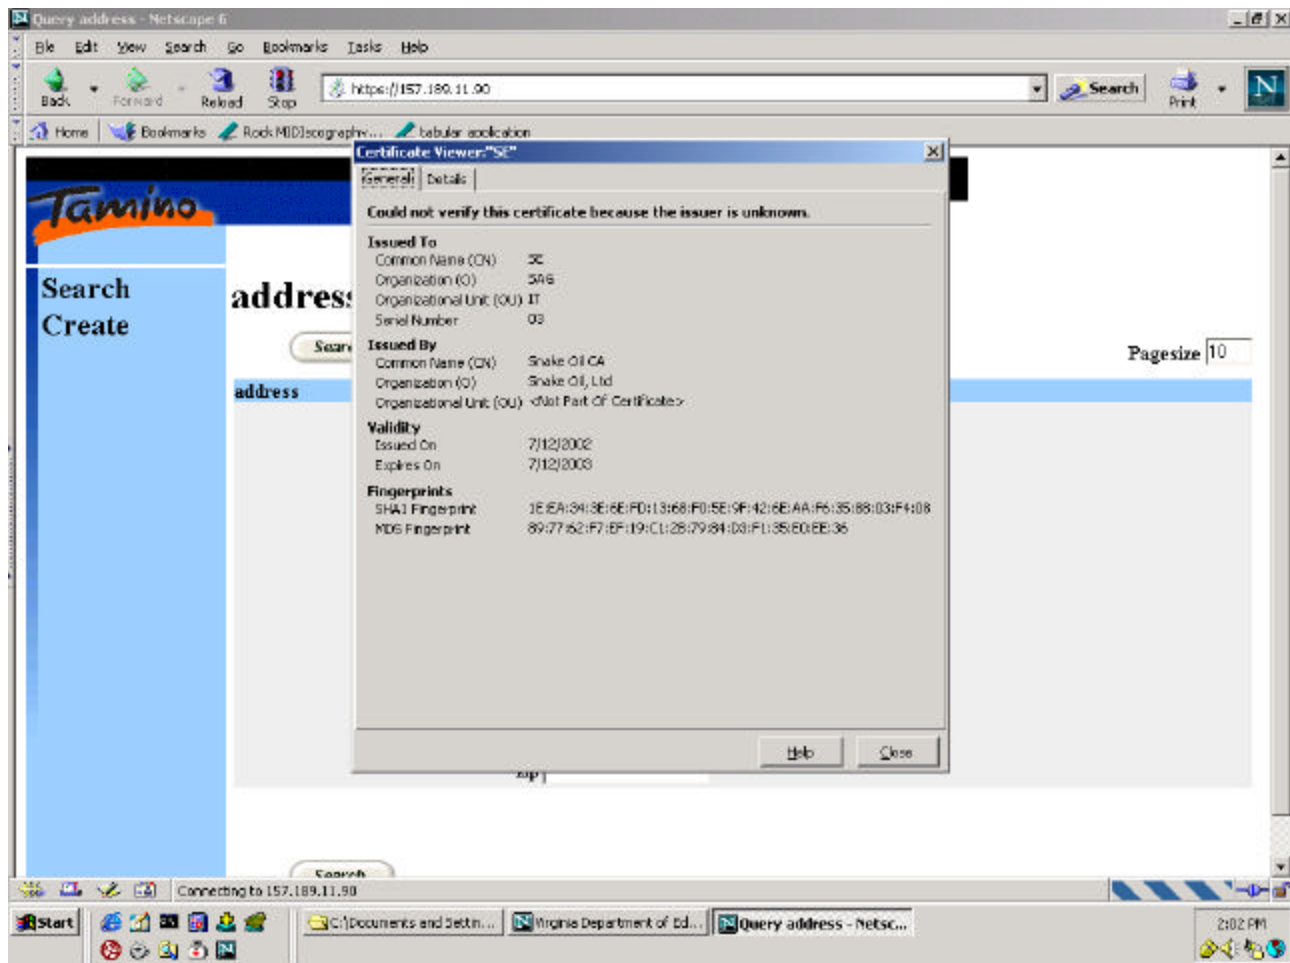 Query address - Netscape 6
File Edit View Search Go Bookmarks Tasks Help
Back Forward Reload Stop https://157.189.11.90 Search Print N
Home Bookmarks Rock MIDIscography... tabular application
Certificate Viewer:"SE"
General Details
Could not verify this certificate because the issuer is unknown.
Issued To
Common Name (CN) SE
Organization (O) SAG
Organizational Unit (OU) IT
Serial Number 03
Issued By
Common Name (CN) Snake Oil CA
Organization (O) Snake Oil, Ltd
Organizational Unit (OU) <Not Part Of Certificate>
Validity
Issued On 7/12/2002
Expires On 7/12/2003
Fingerprints
SHA1 Fingerprint 1E:EA:34:3E:6E:FD:13:68:F0:5E:9F:42:6E:AA:F6:35:88:03:F4:08
MD5 Fingerprint 89:77:62:F7:EF:19:C1:2B:79:84:D3:F1:35:E0:EE:36
Help Close
Tamino
Search
Create
address
Pagesize 10
address
zip
Search
Connecting to 157.189.11.90
Start C:\Documents and Settin... Virginia Department of Ed... Query address - Netsc... 2:02 PM